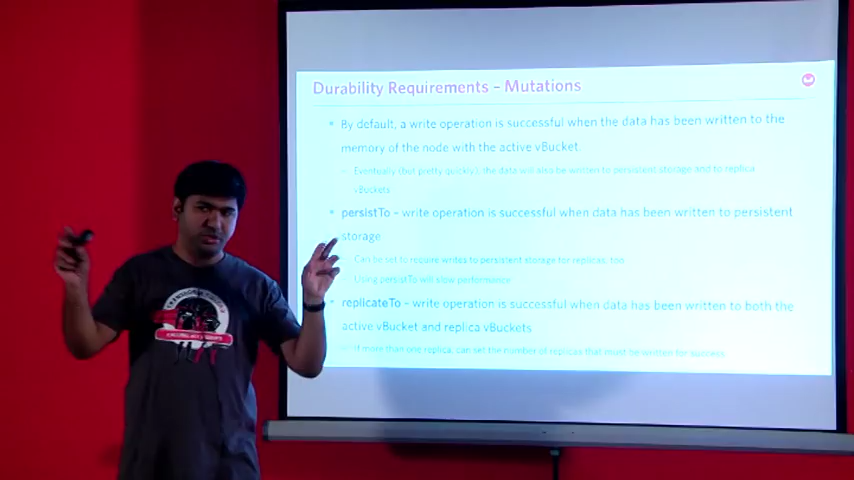 Durability Requirements – Mutations
By default, a write operation is successful when the data has been written to the
memory of the node with the active vBucket.
Eventually (but pretty quickly), the data will also be written to persistent storage and to replica
vBuckets
persistTo – write operation is successful when data has been written to persistent
storage.
Can be set to require writes to persistent storage for replicas, too
Using persistTo will slow performance
replicateTo – write operation is successful when data has been written to both the
active vBucket and replica vBuckets
If more than one replica, can set the number of replicas that must be written for success